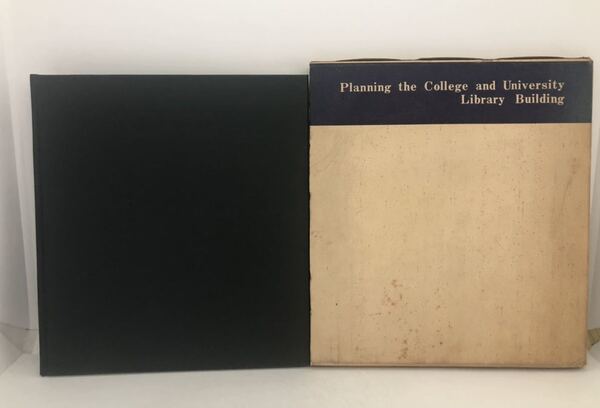 Planning the College and University
Library Building